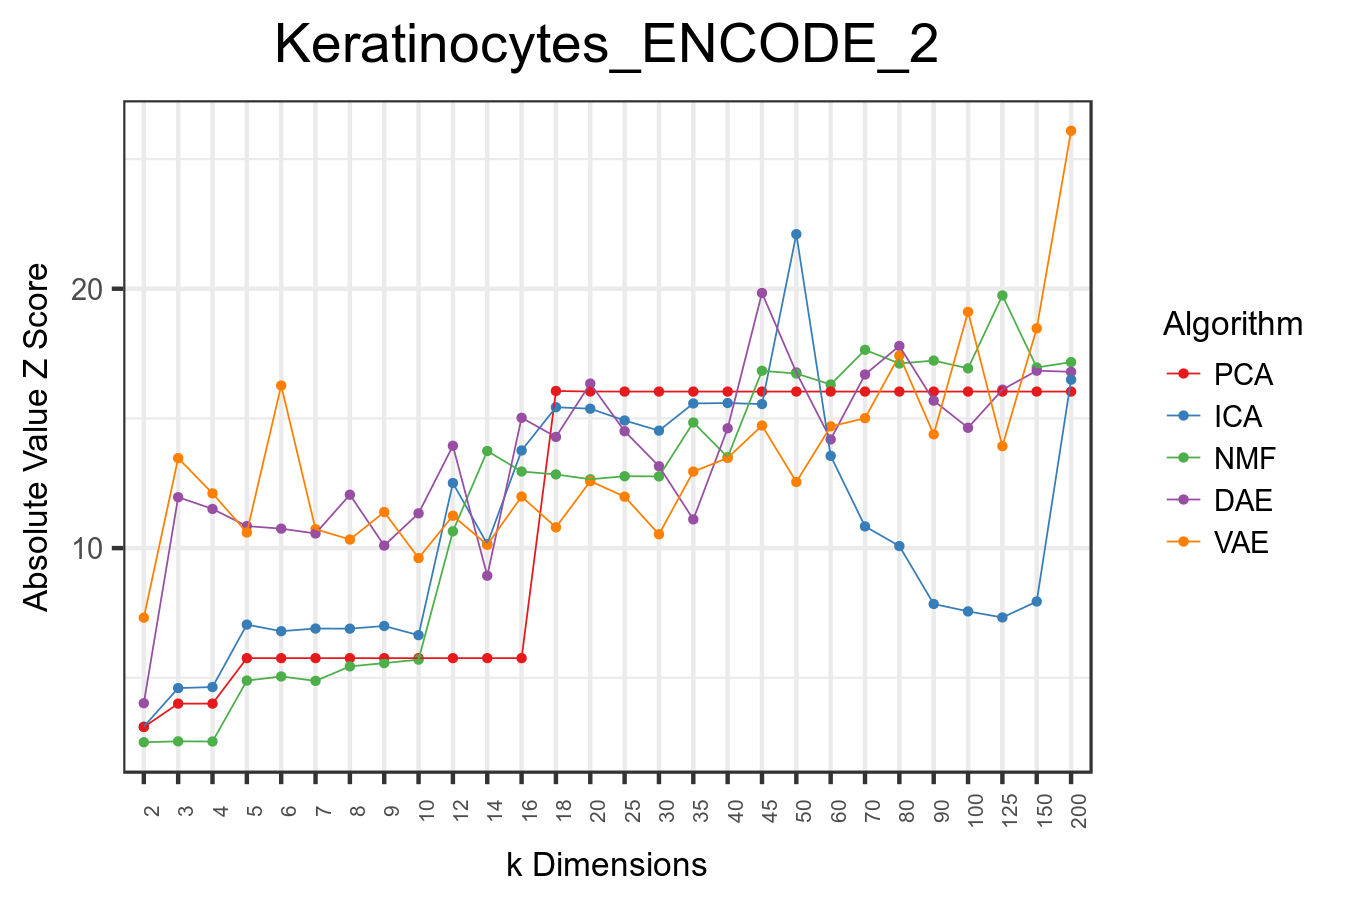 Keratinocytes_ENCODE_2
Absolute Value Z Score
20
10
2 3 4 5 6 7 8 9 10 12 14 16 18 20 25 30 35 40 45 50 60 70 80 90 100 125 150 200
k Dimensions
Algorithm
PCA
ICA
NMF
DAE
VAE